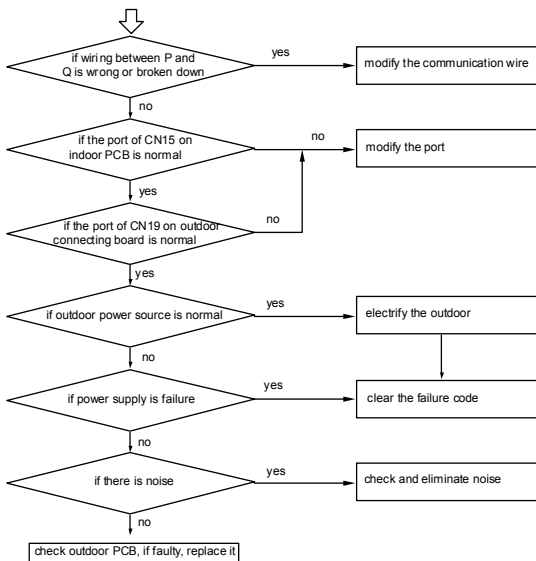 if wiring between P and
Q is wrong or broken down
yes
modify the communication wire
no
if the port of CN15 on
indoor PCB is normal
no
modify the port
yes
if the port of CN19 on outdoor
connecting board is normal
no
yes
if outdoor power source is normal
yes
electrify the outdoor
no
if power supply is failure
yes
clear the failure code
no
if there is noise
yes
check and eliminate noise
no
check outdoor PCB, if faulty, replace it